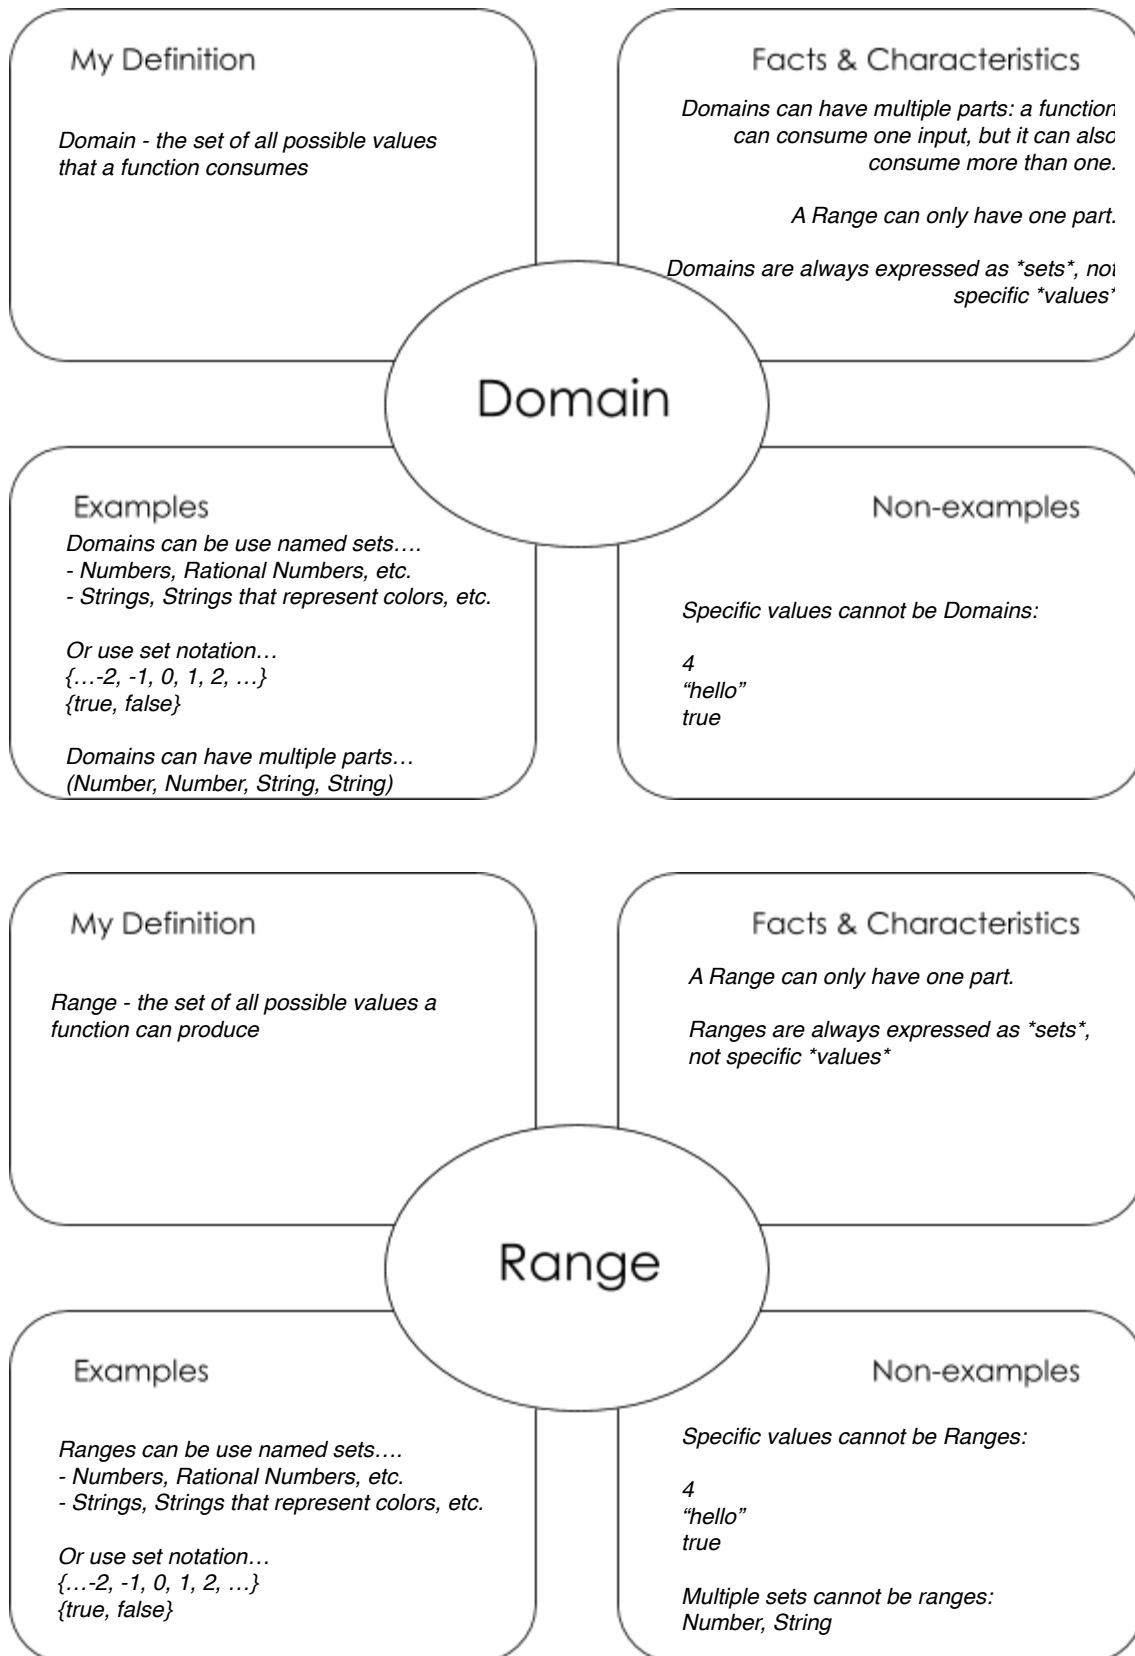 My Definition
Domain - the set of all possible values
that a function consumes
Facts & Characteristics
Domains can have multiple parts: a function
can consume one input, but it can also
consume more than one.
A Range can only have one part.
Domains are always expressed as *sets*, not
specific *values*
Domain
Examples
Domains can be use named sets….
- Numbers, Rational Numbers, etc.
- Strings, Strings that represent colors, etc.
Or use set notation…
{…-2, -1, 0, 1, 2, …}
{true, false}
Domains can have multiple parts…
(Number, Number, String, String)
Non-examples
Specific values cannot be Domains:
4
“hello”
true
My Definition
Range - the set of all possible values a
function can produce
Facts & Characteristics
A Range can only have one part.
Ranges are always expressed as *sets*,
not specific *values*
Range
Examples
Ranges can be use named sets….
- Numbers, Rational Numbers, etc.
- Strings, Strings that represent colors, etc.
Or use set notation…
{…-2, -1, 0, 1, 2, …}
{true, false}
Non-examples
Specific values cannot be Ranges:
4
“hello”
true
Multiple sets cannot be ranges:
Number, String